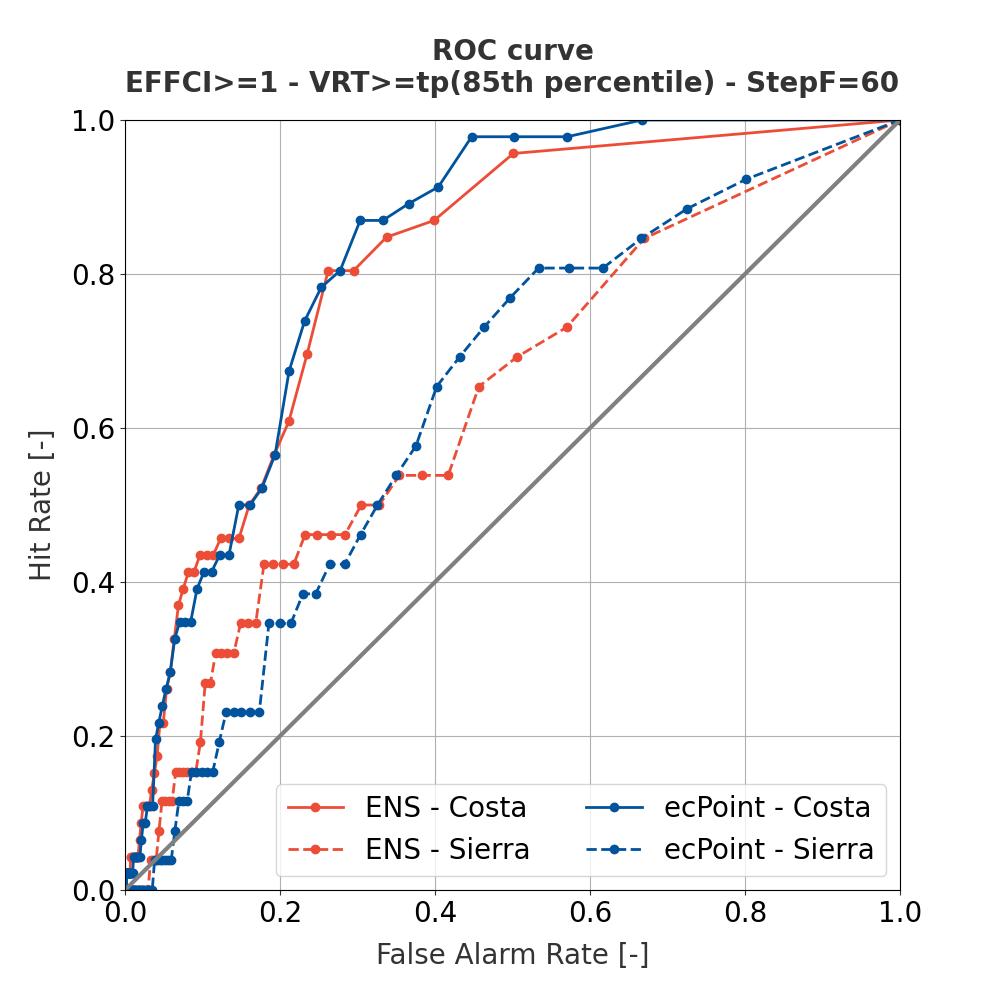 ROC curve
EFFCI>=1 - VRT>=tp(85th percentile) - StepF=60
1.0
0.8
0.6
0.4
0.2
0.0
Hit Rate [-]
ENS - Costa
ENS - Sierra
ecPoint - Costa
ecPoint - Sierra
0.0 0.2 0.4 0.6 0.8 1.0
False Alarm Rate [-]